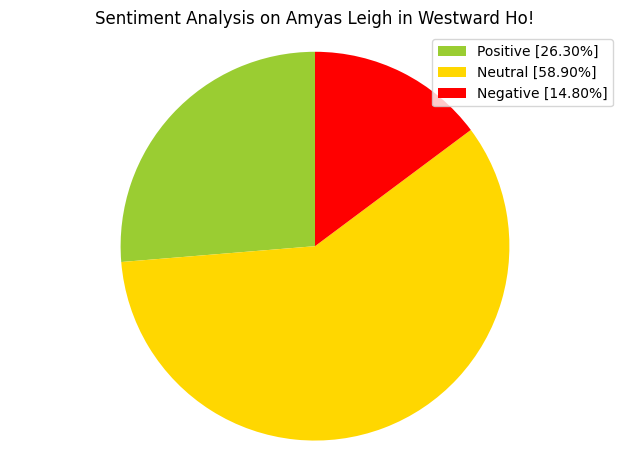 Sentiment Analysis on Amyas Leigh in Westward Ho!
Positive [26.30%]
Neutral [58.90%]
Negative [14.80%]